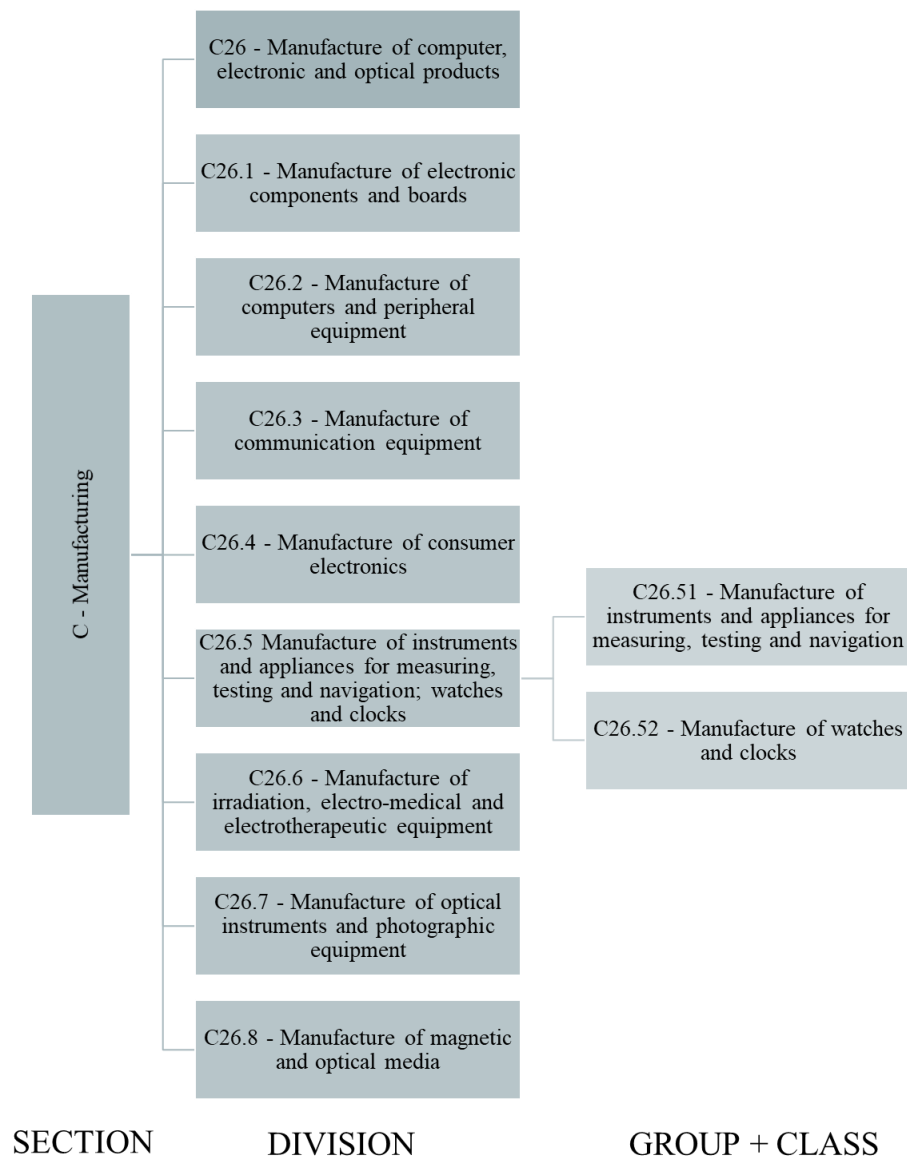 C - Manufacturing
C26 - Manufacture of computer,
electronic and optical products
C26.1 - Manufacture of electronic
components and boards
C26.2 - Manufacture of
computers and peripheral
equipment
C26.3 - Manufacture of
communication equipment
C26.4 - Manufacture of consumer
electronics
C26.5 Manufacture of instruments
and appliances for measuring,
testing and navigation; watches
and clocks
C26.51 - Manufacture of
instruments and appliances for
measuring, testing and navigation
C26.52 - Manufacture of watches
and clocks
C26.6 - Manufacture of
irradiation, electro-medical and
electrotherapeutic equipment
C26.7 - Manufacture of optical
instruments and photographic
equipment
C26.8 - Manufacture of magnetic
and optical media
SECTION
DIVISION
GROUP + CLASS